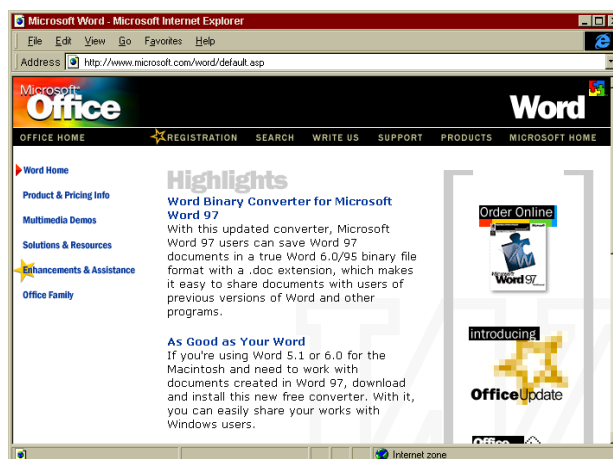 Microsoft Word - Microsoft Internet Explorer
File Edit View Go Favorites Help
Address http://www.microsoft.com/word/default.asp
Microsoft
Office
Word
OFFICE HOME REGISTRATION SEARCH WRITE US SUPPORT PRODUCTS MICROSOFT HOME
Word Home
Product & Pricing Info
Multimedia Demos
Solutions & Resources
Enhancements & Assistance
Office Family
Highlights
Word Binary Converter for Microsoft
Word 97
With this updated converter, Microsoft
Word 97 users can save Word 97
documents in a true Word 6.0/95 binary file
format with a .doc extension, which makes
it easy to share documents with users of
previous versions of Word and other
programs.
As Good as Your Word
If you're using Word 5.1 or 6.0 for the
Macintosh and need to work with
documents created in Word 97, download
and install this new free converter. With it,
you can easily share your works with
Windows users.
Order Online
Word 97
introducing
OfficeUpdate
Office
Internet zone